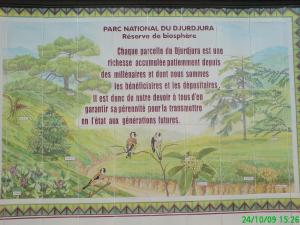 PARC NATIONAL DU DJURDJURA
Réserve de biosphère
Chaque parcelle du Djurdjura est une
richesse accumulée patiemment depuis
des millénaires et dont nous sommes
les bénéficiaires et les dépositaires.
Il est donc de notre devoir à tous d'en
garantir sa pérennité pour la transmettre
en l'état aux générations futures.
24/10/09 15:26